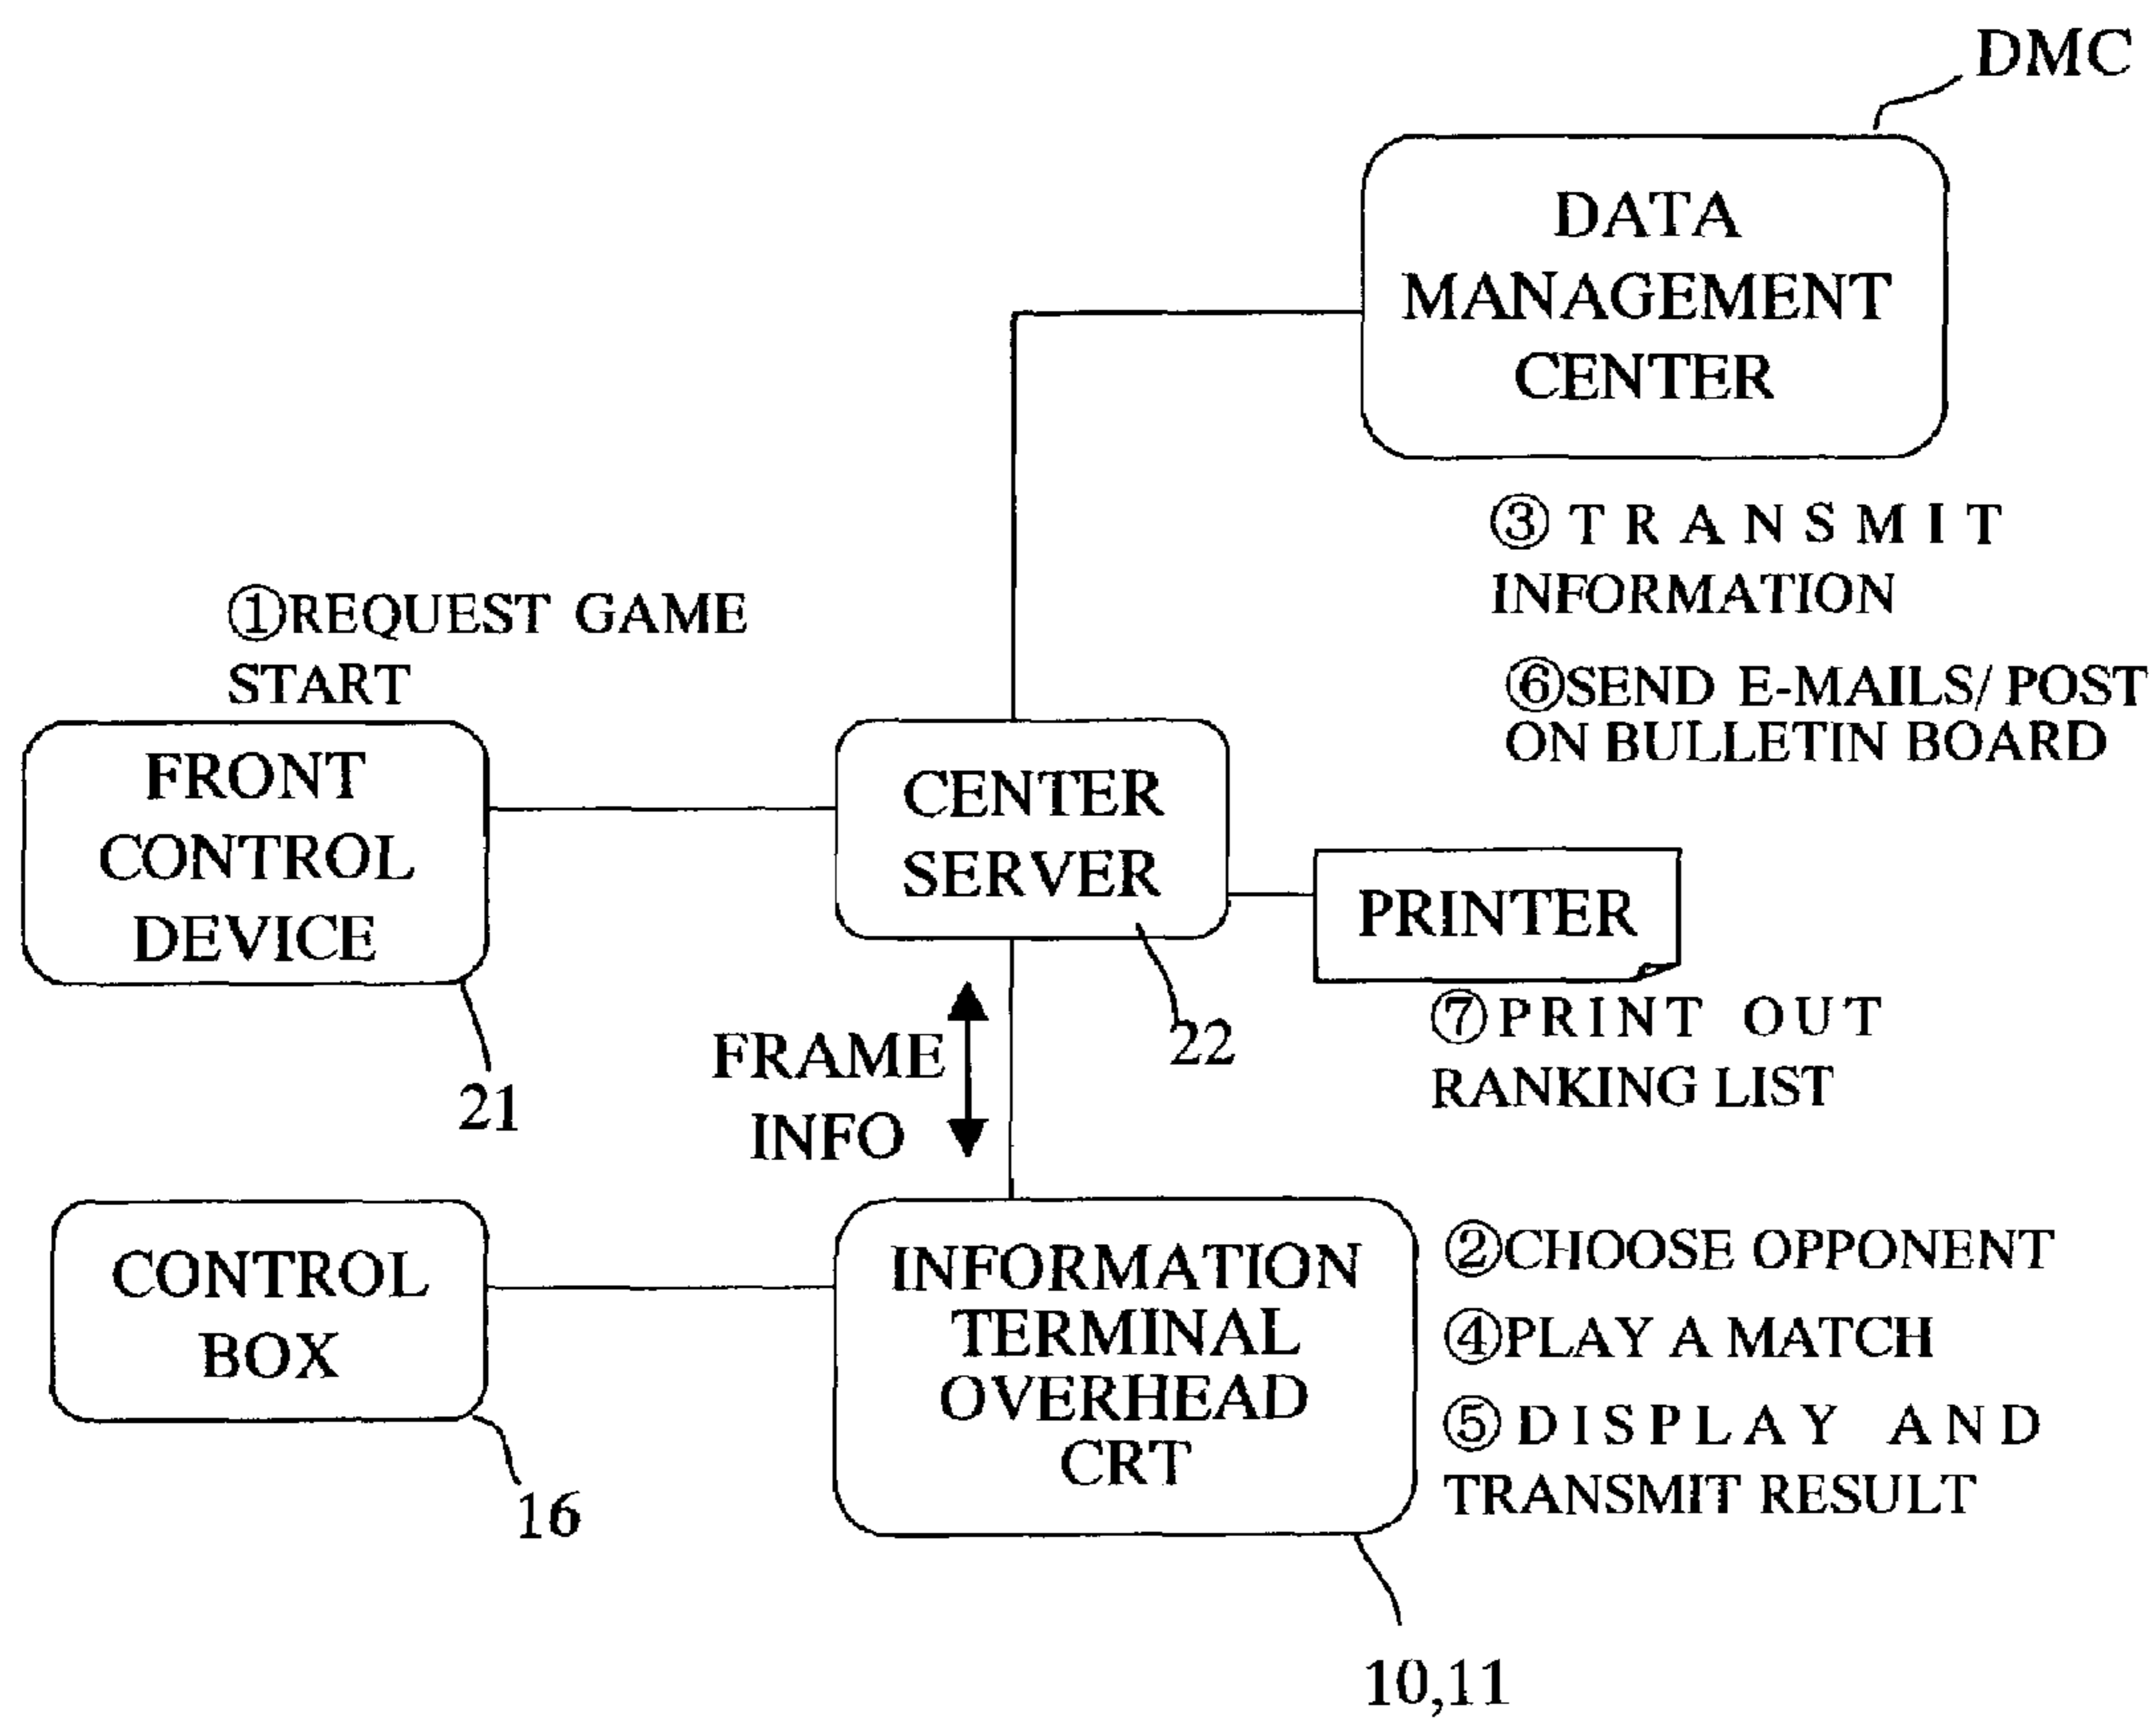 DMC
DATA
MANAGEMENT
CENTER
③ TRANSMIT
INFORMATION
①REQUEST GAME
START
⑥SEND E-MAILS/ POST
ON BULLETIN BOARD
FRONT
CONTROL
DEVICE
21
CENTER
SERVER
22
PRINTER
⑦PRINT OUT
RANKING LIST
FRAME
INFO
CONTROL
BOX
16
INFORMATION
TERMINAL
OVERHEAD
CRT
10,11
②CHOOSE OPPONENT
④PLAY A MATCH
⑤DISPLAY AND
TRANSMIT RESULT